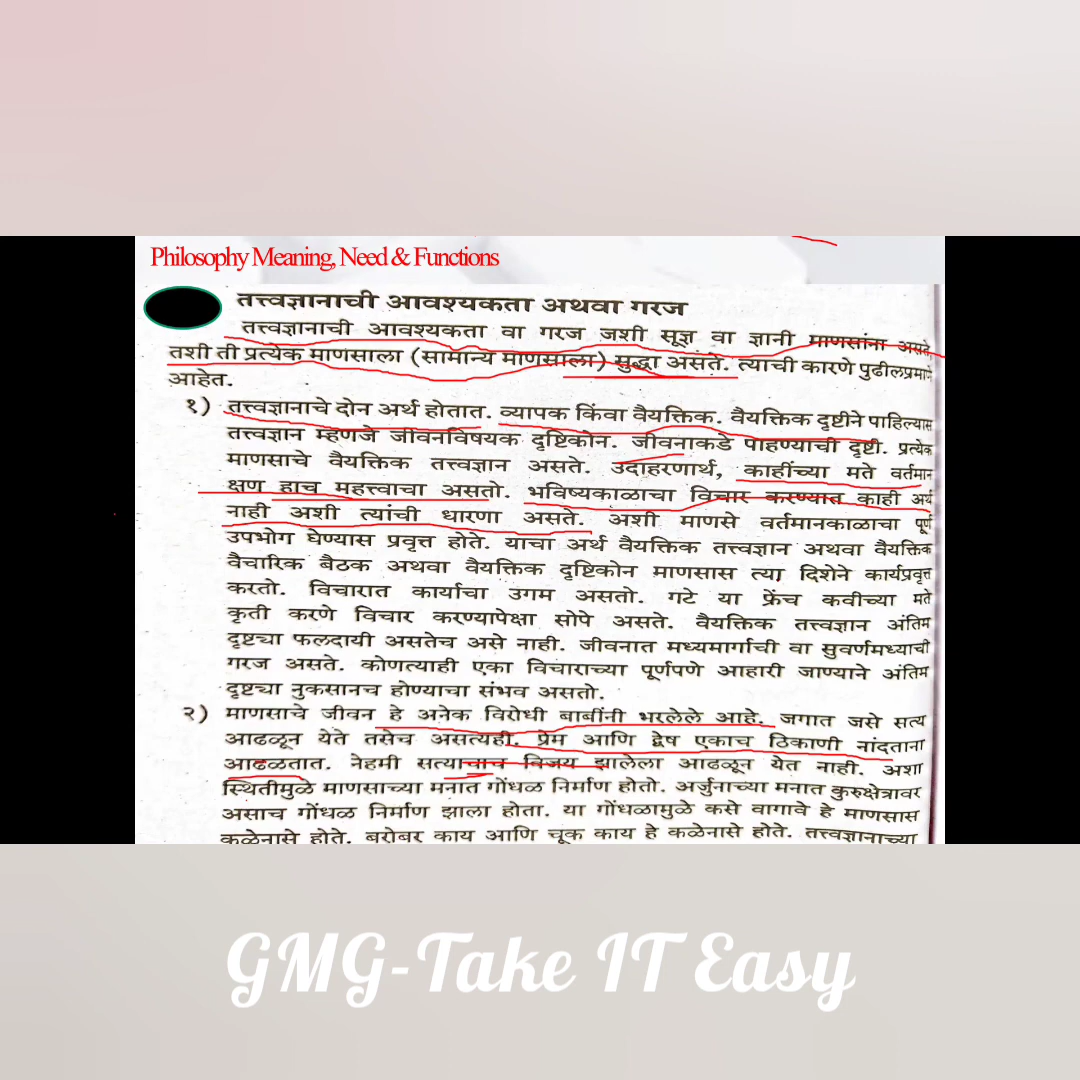 Philosophy Meaning, Need & Functions
तत्त्वज्ञानाची आवश्यकता अथवा गरज
तत्त्वज्ञानाची आवश्यकता वा गरज जशी सूज्ञ वा ज्ञानी माणसांना असते
तशी ती प्रत्येक माणसाला (सामान्य माणसाला) सुद्धा असते. त्याची कारणे पुढीलप्रमाणे
आहेत.
१) तत्त्वज्ञानाचे दोन अर्थ होतात. व्यापक किंवा वैयक्तिक. वैयक्तिक दृष्टीने पाहिल्यास
तत्त्वज्ञान म्हणजे जीवनविषयक दृष्टिकोन. जीवनाकडे पाहण्याची दृष्टी. प्रत्येक
माणसाचे वैयक्तिक तत्त्वज्ञान असते. उदाहरणार्थ, काहींच्या मते वर्तमान
क्षण हाच महत्त्वाचा असतो. भविष्यकाळाचा विचार करण्यात काही अर्थ
नाही अशी त्यांची धारणा असते. अशी माणसे वर्तमानकाळाचा पूर्ण
उपभोग घेण्यास प्रवृत्त होते. याचा अर्थ वैयक्तिक तत्त्वज्ञान अथवा वैयक्तिक
वैचारिक बैठक अथवा वैयक्तिक दृष्टिकोन माणसास त्या दिशेने कार्यप्रवृत्त
करतो. विचारात कार्याचा उगम असतो. गटे या फ्रेंच कवीच्या मते
कृती करणे विचार करण्यापेक्षा सोपे असते. वैयक्तिक तत्त्वज्ञान अंतिम
दृष्ट्या फलदायी असतेच असे नाही. जीवनात मध्यमार्गाची वा सुवर्णमध्याची
गरज असते. कोणत्याही एका विचाराच्या पूर्णपणे आहारी जाण्याने अंतिम
दृष्ट्या नुकसानच होण्याचा संभव असतो.
२) माणसाचे जीवन हे अनेक विरोधी बाबींनी भरलेले आहे. जगात जसे सत्य
आढळून येते तसेच असत्यही. प्रेम आणि द्वेष एकाच ठिकाणी नांदताना
आढळतात. नेहमी सत्याचाच विजय झालेला आढळून येत नाही. अशा
स्थितीमुळे माणसाच्या मनात गोंधळ निर्माण होतो. अर्जुनाच्या मनात कुरुक्षेत्रावर
असाच गोंधळ निर्माण झाला होता. या गोंधळामुळे कसे वागावे हे माणसास
कळेनासे होते. बरोबर काय आणि चूक काय हे कळेनासे होते. तत्त्वज्ञानाच्या
GMG-Take IT Easy